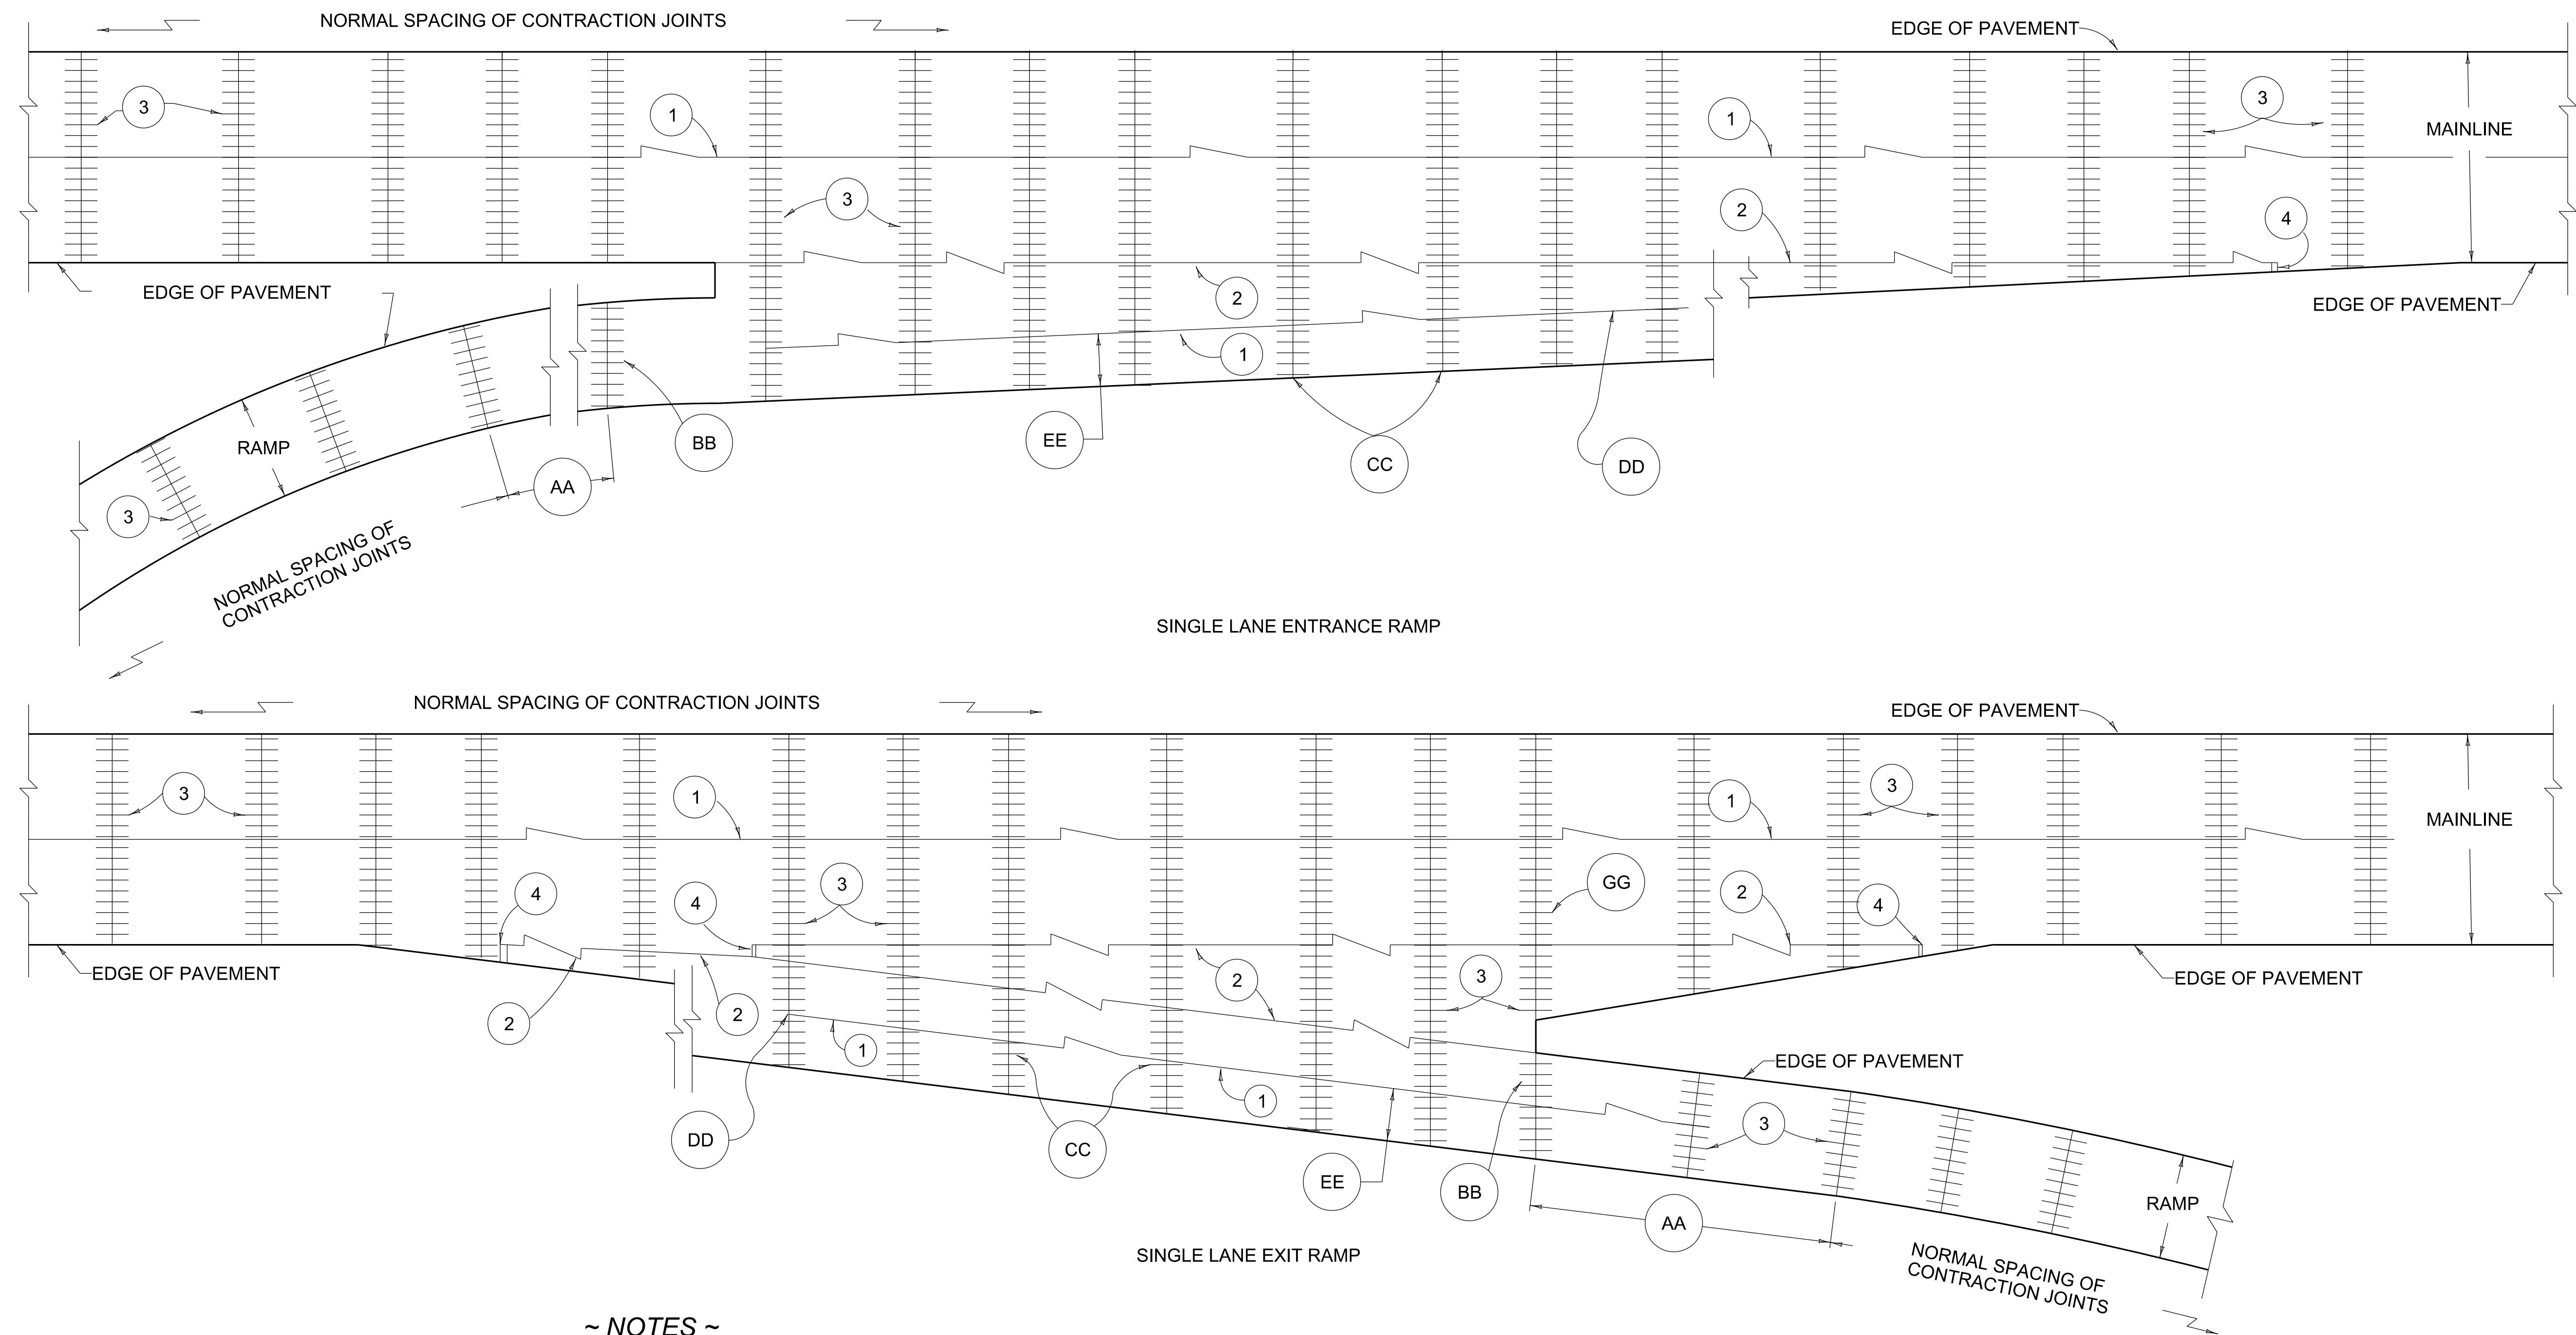 NORMAL SPACING OF CONTRACTION JOINTS
EDGE OF PAVEMENT
3
1
1
3
MAINLINE
3
2
4
EDGE OF PAVEMENT
2
EDGE OF PAVEMENT
1
RAMP
BB
EE
CC
DD
AA
3
NORMAL SPACING OF
CONTRACTION JOINTS
SINGLE LANE ENTRANCE RAMP
NORMAL SPACING OF CONTRACTION JOINTS
EDGE OF PAVEMENT
3
1
1
3
MAINLINE
4
4
3
GG
2
4
EDGE OF PAVEMENT
2
2
2
3
EDGE OF PAVEMENT
1
EDGE OF PAVEMENT
1
DD
CC
3
EE
BB
AA
RAMP
SINGLE LANE EXIT RAMP
NORMAL SPACING OF
CONTRACTION JOINTS
~ NOTES ~